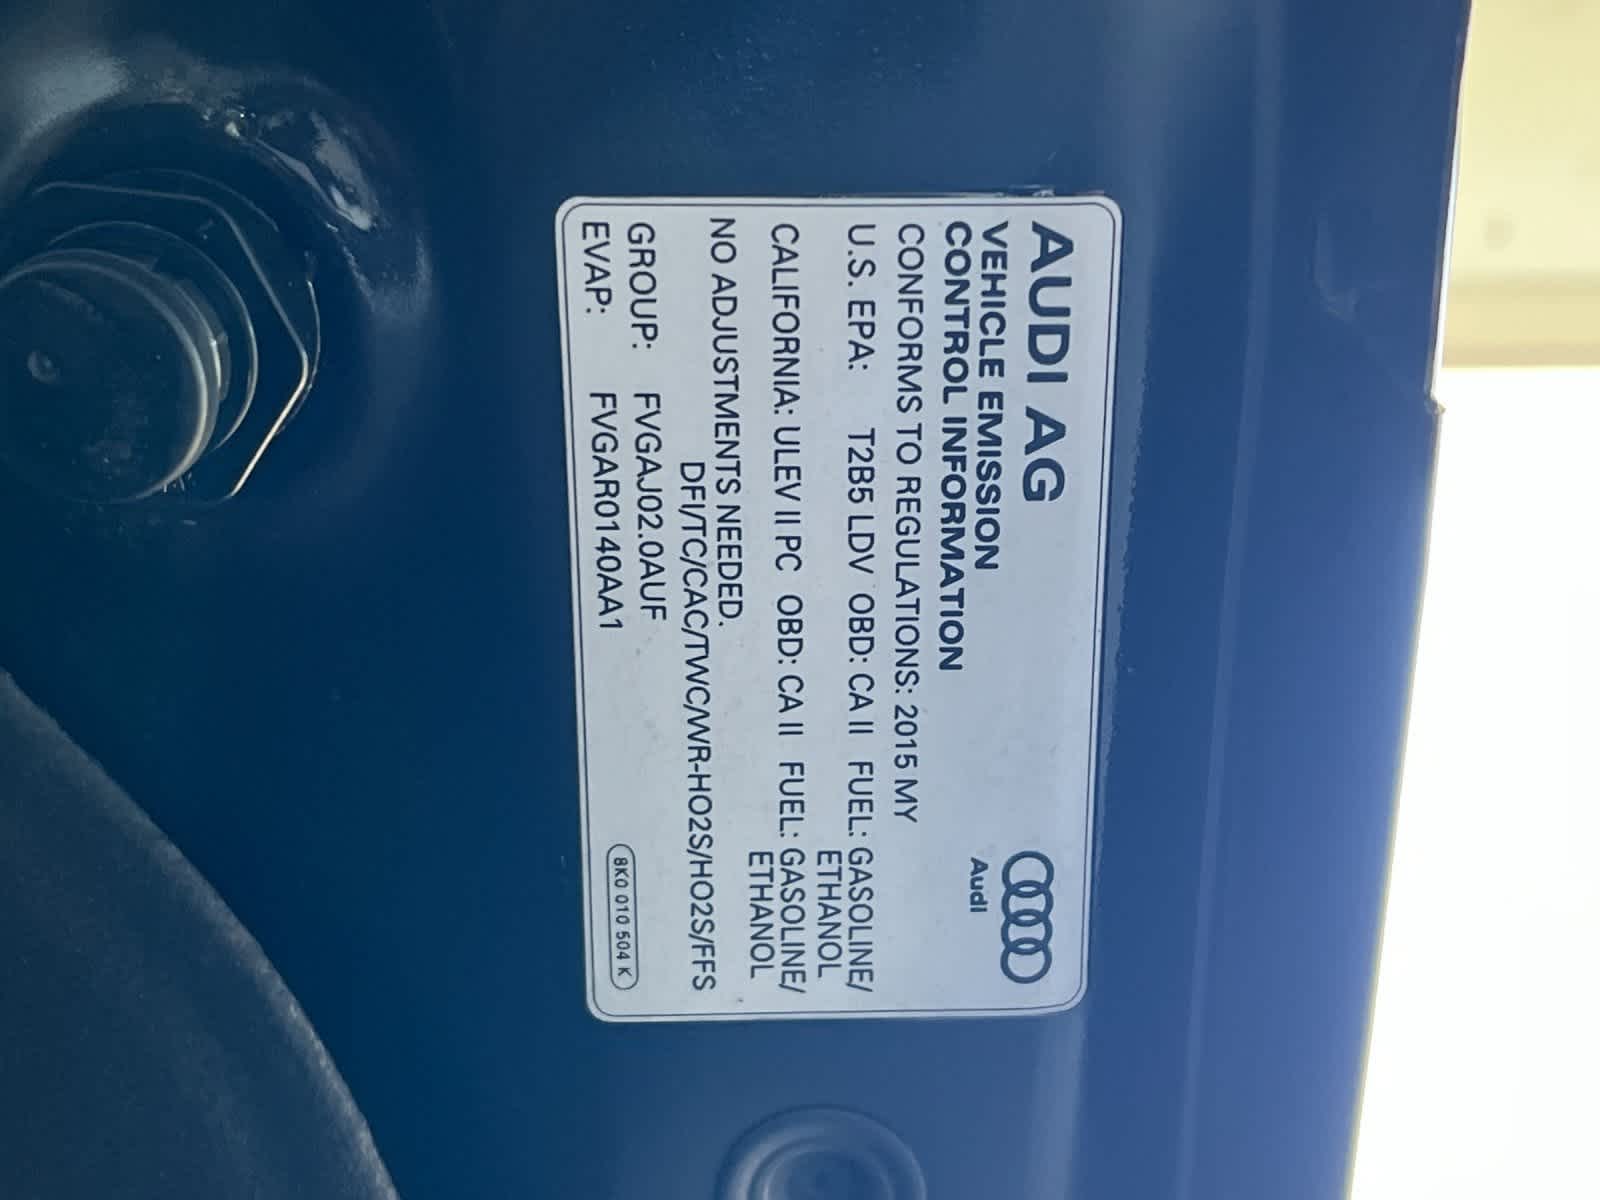 AUDI AG
Audi
VEHICLE EMISSION
CONTROL INFORMATION
CONFORMS TO REGULATIONS: 2015 MY
U.S. EPA: T2B5 LDV OBD: CA II FUEL: GASOLINE/
ETHANOL
CALIFORNIA: ULEV II PC OBD: CA II FUEL: GASOLINE/
ETHANOL
NO ADJUSTMENTS NEEDED.
DFI/TC/CAC/TWC/WR-HO2S/HO2S/FFS
GROUP: FVGAJ02.0AUF
EVAP: FVGAR0140AA1
8K0 010 504 K